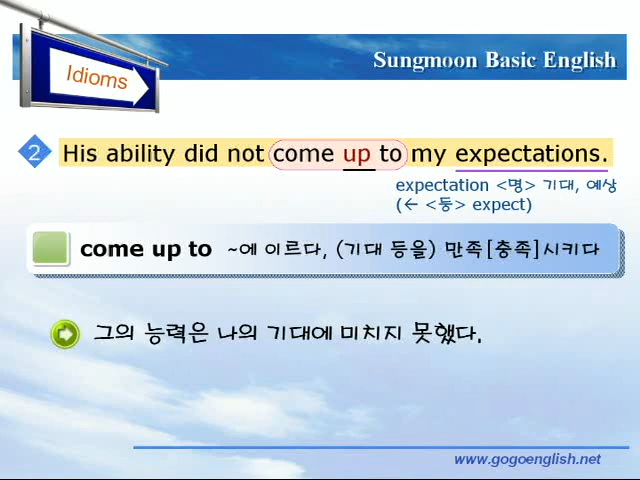 Idioms
Sungmoon Basic English
2 His ability did not come up to my expectations.
expectation <명> 기대, 예상
(← <동> expect)
come up to ~에 이르다, (기대 등을) 만족[충족]시키다
그의 능력은 나의 기대에 미치지 못했다.
www.gogoenglish.net